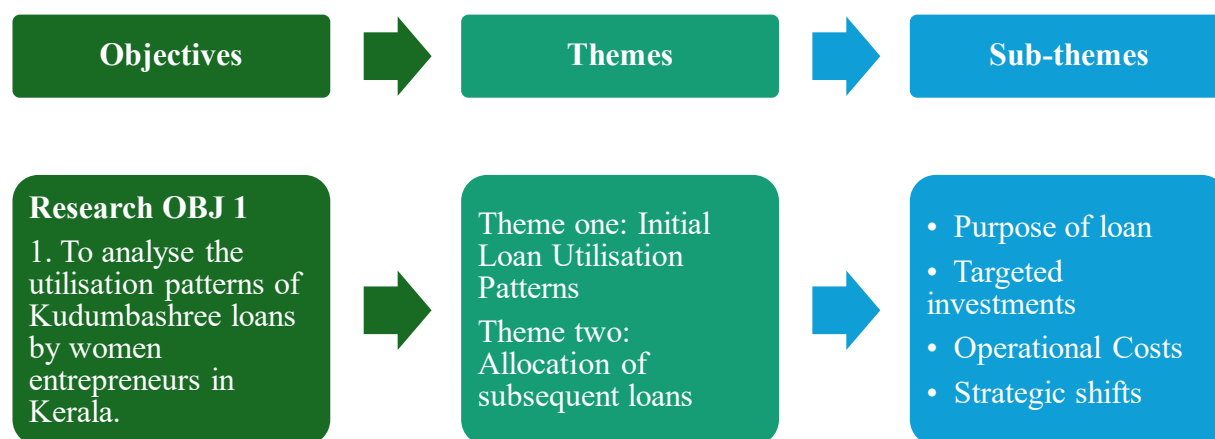 Objectives
Themes
Sub-themes
Research OBJ 1
1. To analyse the
utilisation patterns of
Kudumbashree loans
by women
entrepreneurs in
Kerala.
Theme one: Initial
Loan Utilisation
Patterns
Theme two:
Allocation of
subsequent loans
• Purpose of loan
• Targeted
investments
• Operational Costs
• Strategic shifts